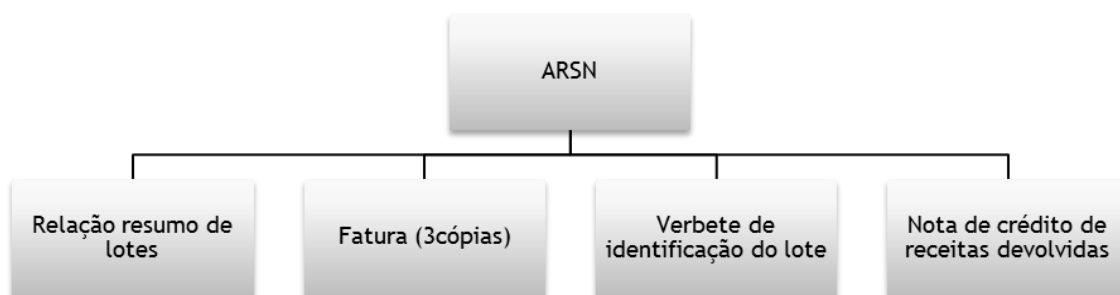 ARSN
Relação resumo de
lotes
Fatura (3cópias)
Verbete de
identificação do lote
Nota de crédito de
receitas devolvidas